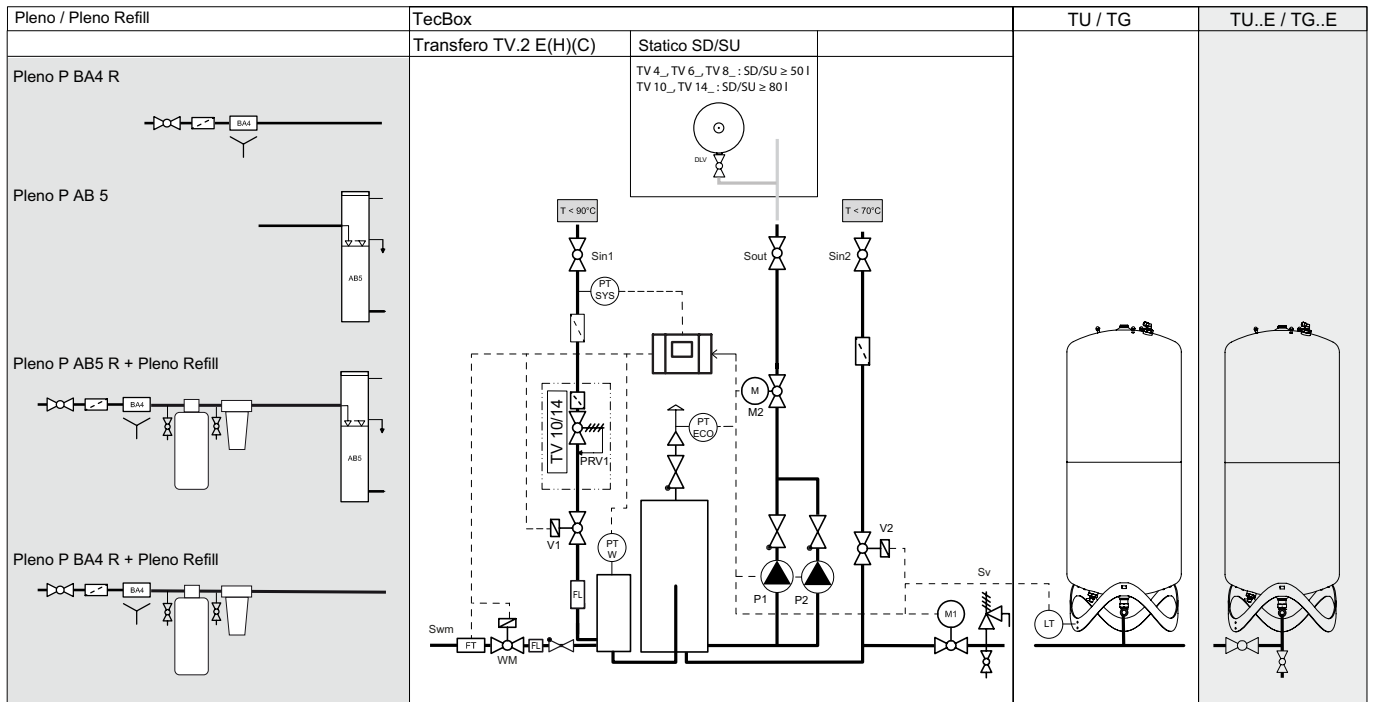 Pleno / Pleno Refill
TecBox
TU / TG
TU..E / TG..E
Transfero TV.2 E(H)(C)
Statico SD/SU
Pleno P BA4 R
BA4
TV 4_, TV 6_, TV 8_ : SD/SU ≥ 50 l
TV 10_, TV 14_ : SD/SU ≥ 80 l
DLV
Pleno P AB 5
AB5
T < 90°C
T < 70°C
Sin1
Sout
Sin2
PT
SYS
Pleno P AB5 R + Pleno Refill
BA4
AB5
TV 10/14
PRV1
M
M2
PT
ECO
V1
PT
W
V2
Pleno P BA4 R + Pleno Refill
BA4
FL
P1
P2
Sv
M1
LT
Swm
FT
WM
FL